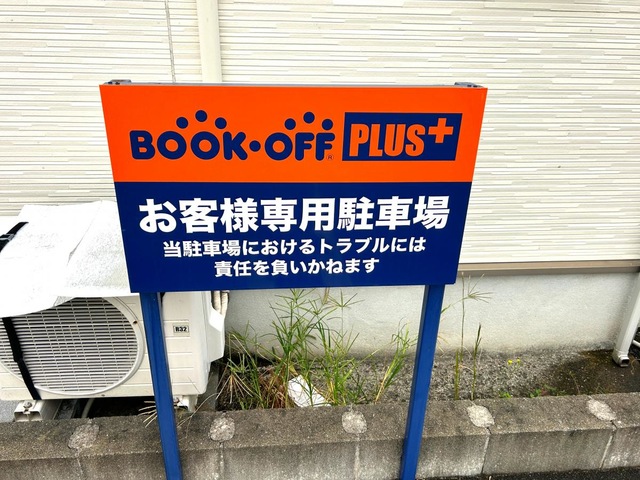 BOOK・OFF® PLUS+
お客様専用駐車場
当駐車場におけるトラブルには
責任を負いかねます
R32